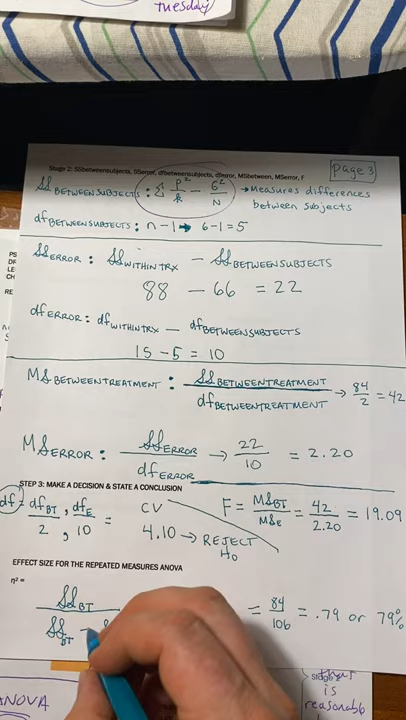 Tuesday
Page 3
Stage 2: SSbetweensubjects, SSerror, dfbetweensubjects, dferror, MSbetween, MSerror, F
SS BETWEEN SUBJECTS : Σ P²/k - G²/N → Measures differences
between subjects
df BETWEEN SUBJECTS : n - 1 → 6-1=5
SS ERROR : SS WITHIN TRX - SS BETWEEN SUBJECTS
88 - 66 = 22
df ERROR : df WITHIN TRX - df BETWEEN SUBJECTS
15 - 5 = 10
MS BETWEEN TREATMENT : SS BETWEEN TREATMENT / df BETWEEN TREATMENT → 84/2 = 42
MS ERROR : SS ERROR / df ERROR → 22/10 = 2.20
STEP 3: MAKE A DECISION & STATE A CONCLUSION
df = df BT , df E = CV
2 , 10 4.10 → REJECT H0
F = MS BT / MS E = 42/2.20 = 19.09
EFFECT SIZE FOR THE REPEATED MEASURES ANOVA
η² =
SS BT / SS BT = 84/106 = .79 or 79%
ANOVA
that
is
reasonable